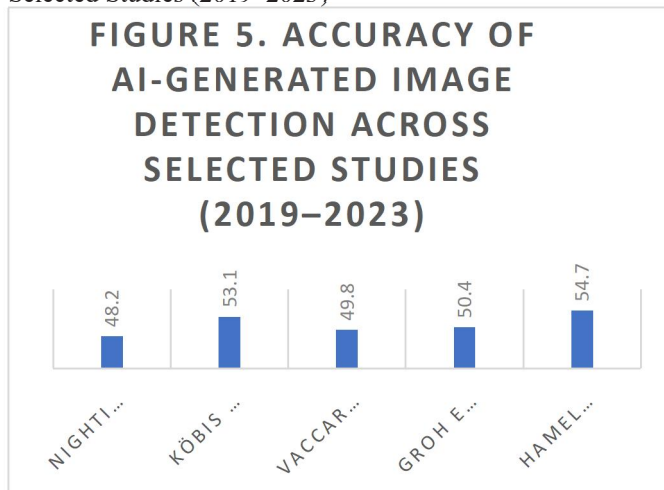 Selected Studies (2019–2023)
FIGURE 5. ACCURACY OF
AI-GENERATED IMAGE
DETECTION ACROSS
SELECTED STUDIES
(2019–2023)
48.2
53.1
49.8
50.4
54.7
NIGHTI...
KÖBIS ...
VACCAR...
GROH E...
HAMEL...